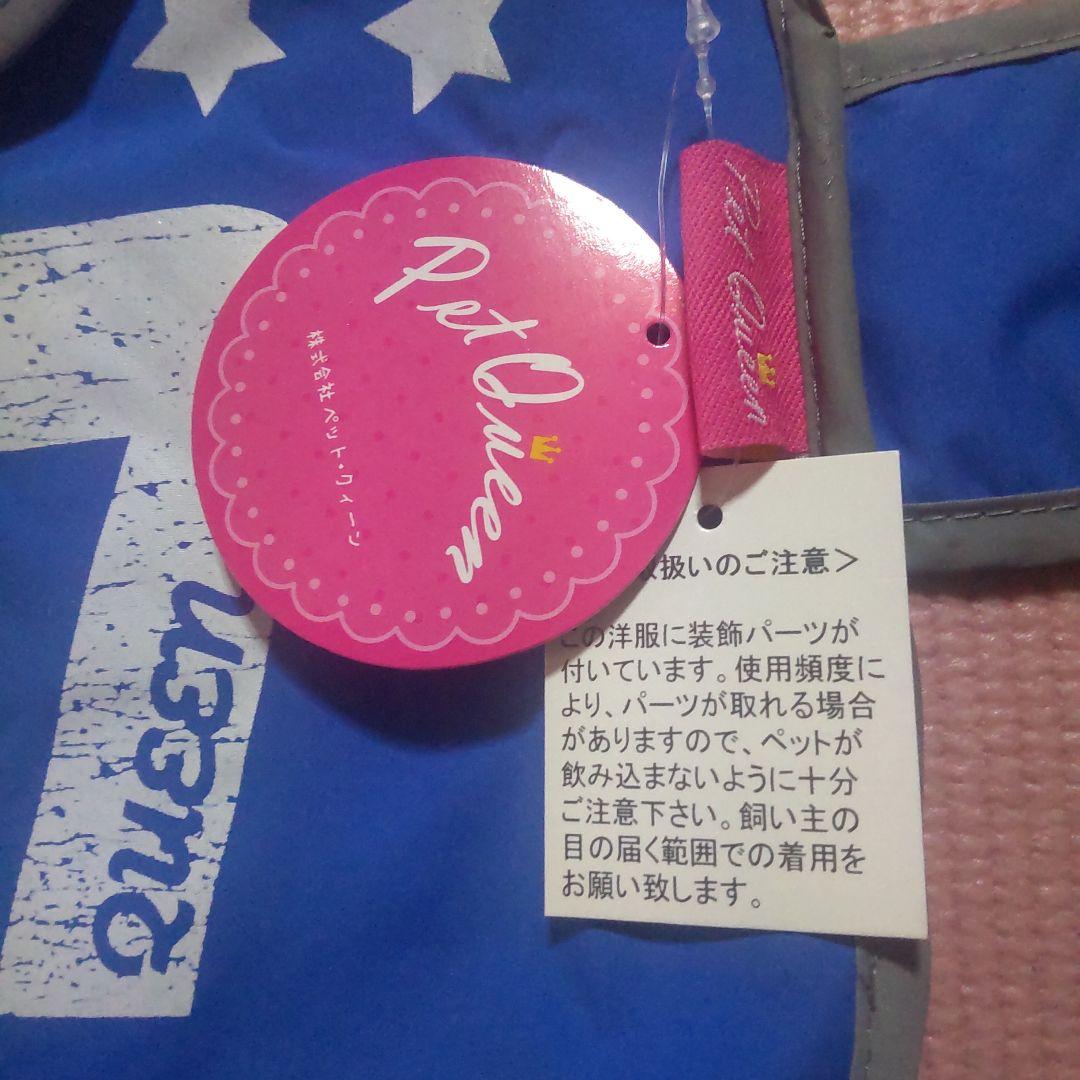 Pet Queen
株式会社ペット・クィーン
Pet Queen
扱いのご注意＞
この洋服に装飾パーツが
付いています。使用頻度に
より、パーツが取れる場合
がありますので、ペットが
飲み込まないように十分
ご注意下さい。飼い主の
目の届く範囲での着用を
お願い致します。
7